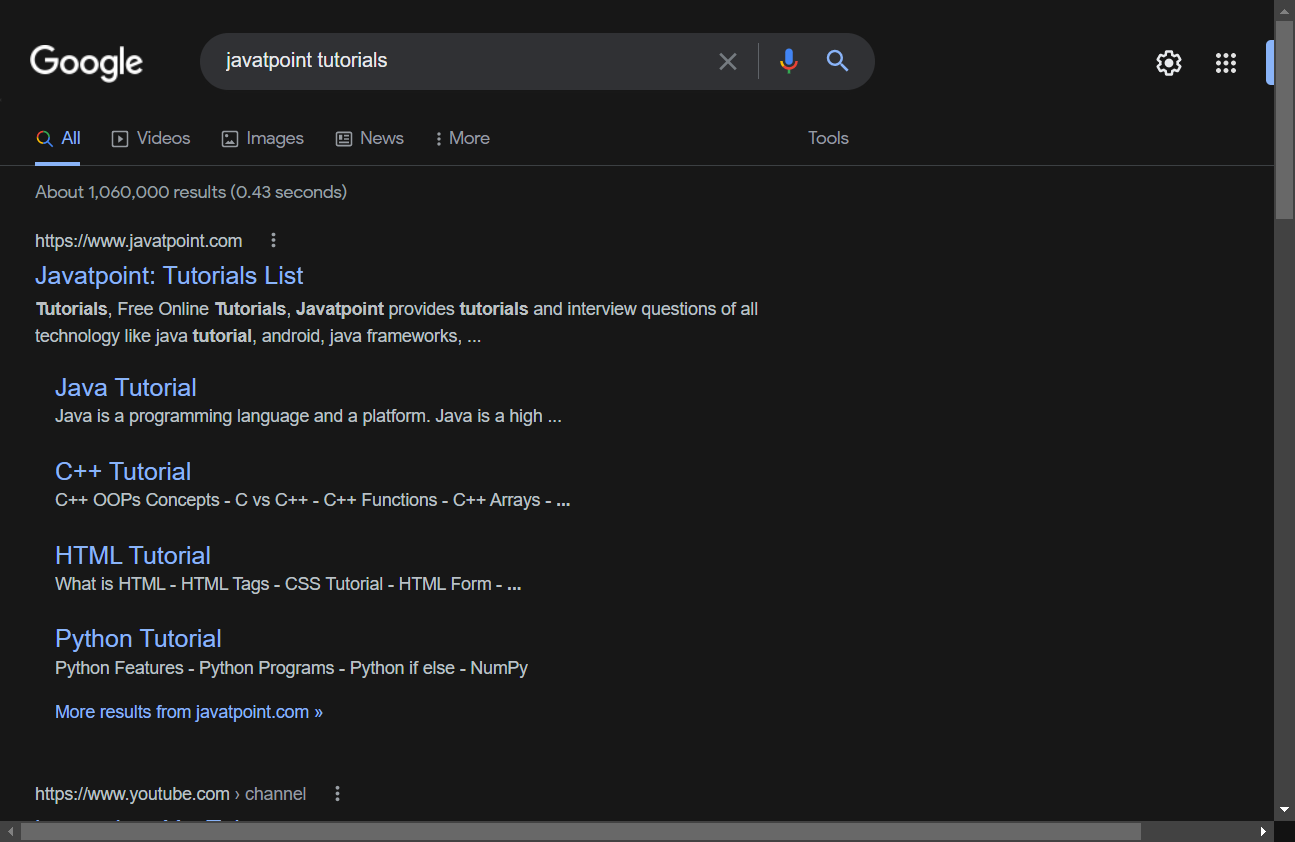 Google
javatpoint tutorials
All Videos Images News More Tools
About 1,060,000 results (0.43 seconds)
https://www.javatpoint.com
Javatpoint: Tutorials List
Tutorials, Free Online Tutorials, Javatpoint provides tutorials and interview questions of all
technology like java tutorial, android, java frameworks, ...
Java Tutorial
Java is a programming language and a platform. Java is a high ...
C++ Tutorial
C++ OOPs Concepts - C vs C++ - C++ Functions - C++ Arrays - ...
HTML Tutorial
What is HTML - HTML Tags - CSS Tutorial - HTML Form - ...
Python Tutorial
Python Features - Python Programs - Python if else - NumPy
More results from javatpoint.com »
https://www.youtube.com › channel